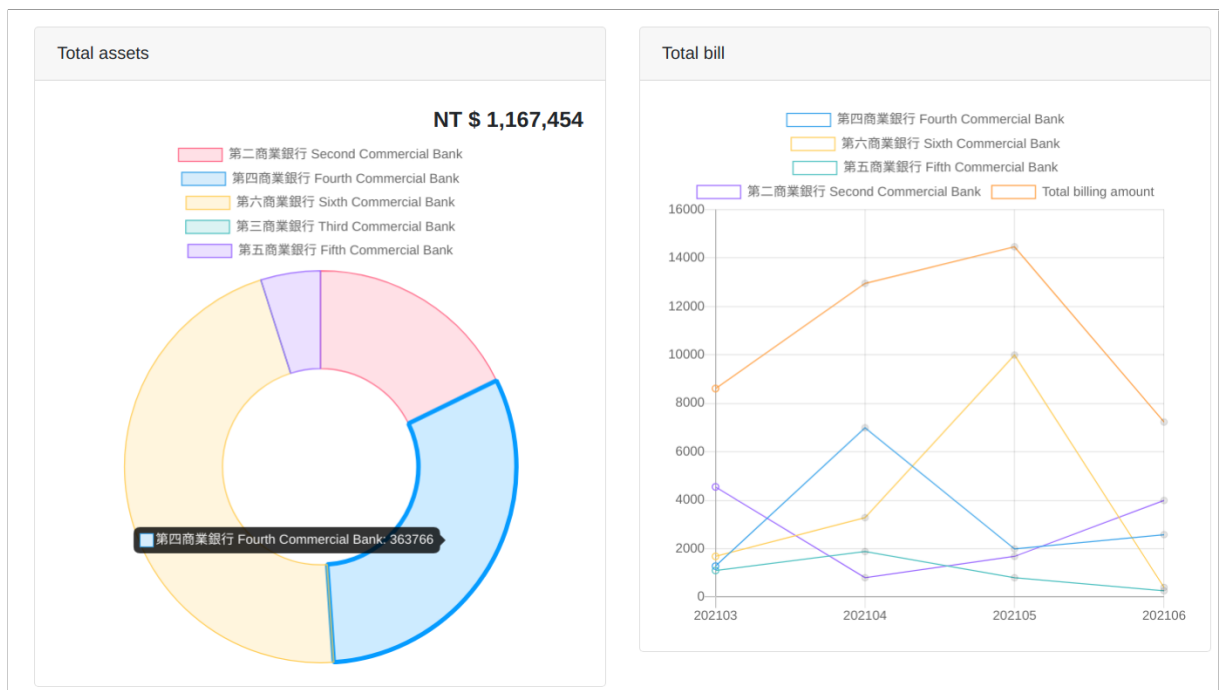 Total assets
NT $ 1,167,454
第二商業銀行 Second Commercial Bank
第四商業銀行 Fourth Commercial Bank
第六商業銀行 Sixth Commercial Bank
第三商業銀行 Third Commercial Bank
第五商業銀行 Fifth Commercial Bank
第四商業銀行 Fourth Commercial Bank: 363766
Total bill
第四商業銀行 Fourth Commercial Bank
第六商業銀行 Sixth Commercial Bank
第五商業銀行 Fifth Commercial Bank
第二商業銀行 Second Commercial Bank Total billing amount
16000
14000
12000
10000
8000
6000
4000
2000
0
202103 202104 202105 202106